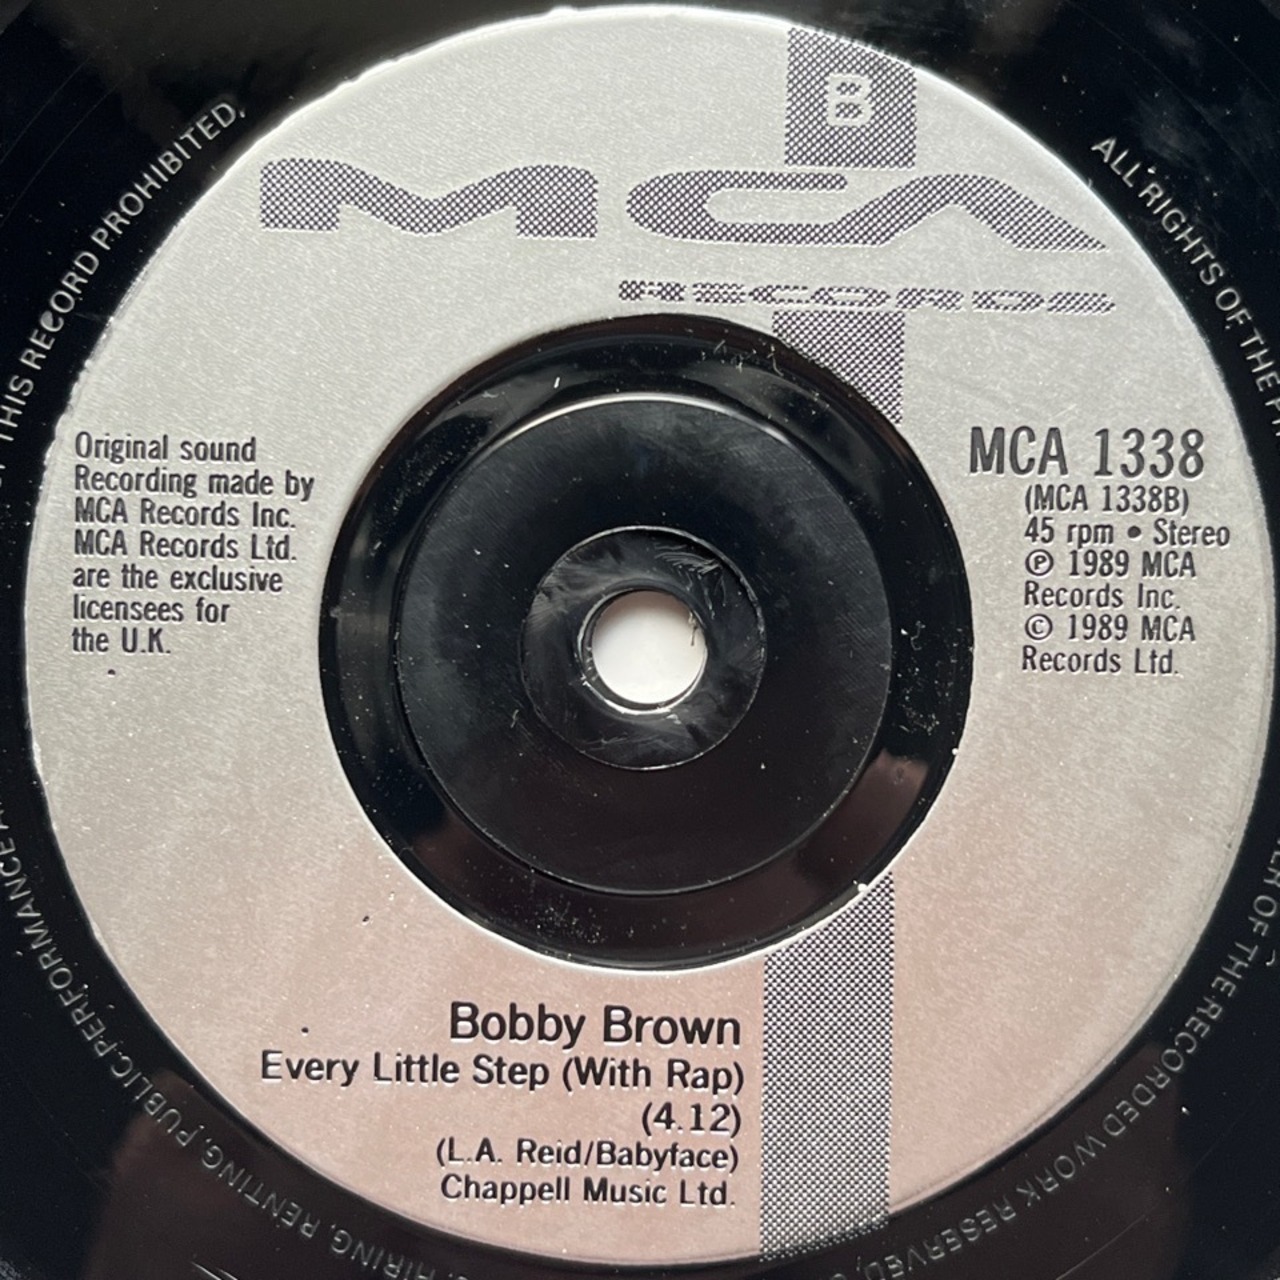 B
MCA
RECORDS
Original sound
Recording made by
MCA Records Inc.
MCA Records Ltd.
are the exclusive
licensees for
the U.K.
MCA 1338
(MCA 1338B)
45 rpm • Stereo
℗ 1989 MCA
Records Inc.
© 1989 MCA
Records Ltd.
Bobby Brown
Every Little Step (With Rap)
(4.12)
(L.A. Reid/Babyface)
Chappell Music Ltd.
ALL RIGHTS OF THE
OF THE RECORDED WORK RESERVED,
HIRING, RENTING, PUBLIC PERFORMANCE
THIS RECORD PROHIBITED,